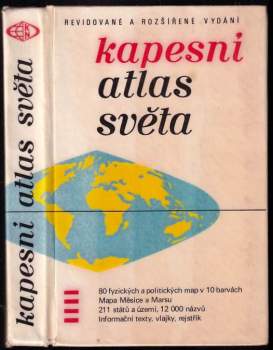 REVIDOVANÉ A ROZŠÍŘENÉ VYDÁNÍ
kapesní
atlas
světa
80 fyzických a politických map v 10 barvách
Mapa Měsíce a Marsu
211 států a území, 12 000 názvů
Informační texty, vlajky, rejstřík
kapesní atlas světa